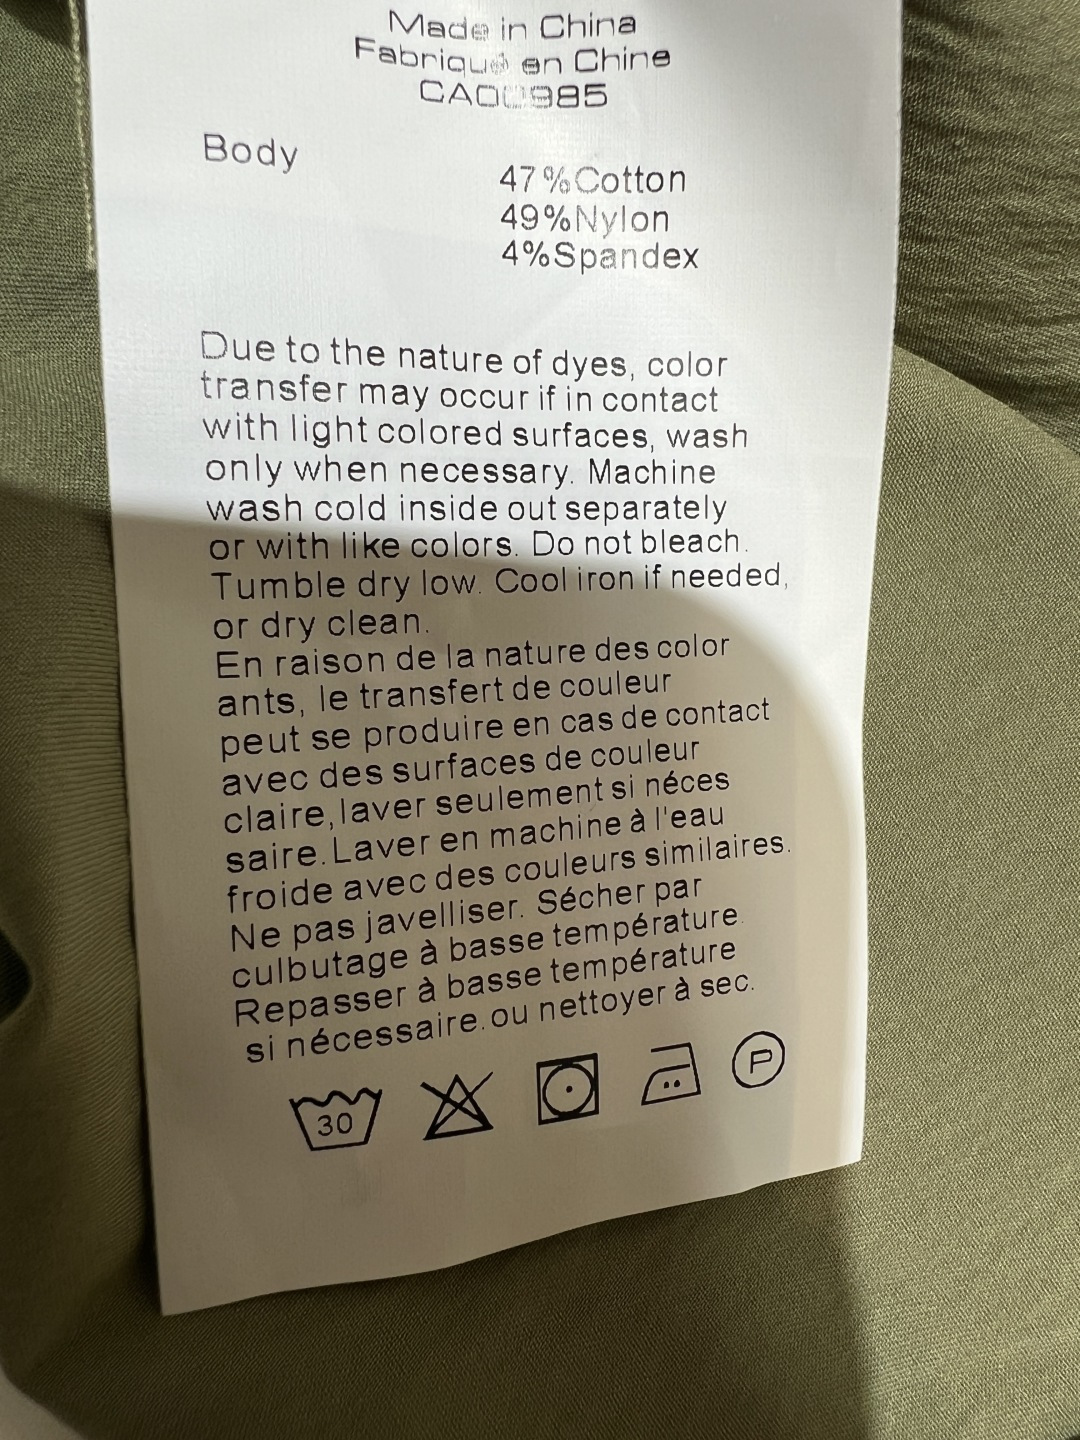 Made in China
Fabriqué en Chine
Body
47%Cotton
49%Nylon
4%Spandex
Due to the nature of dyes, color
transfer may occur if in contact
with light colored surfaces, wash
only when necessary. Machine
wash cold inside out separately
or with like colors. Do not bleach.
Tumble dry low. Cool iron if needed,
or dry clean.
En raison de la nature des color
ants, le transfert de couleur
peut se produire en cas de contact
avec des surfaces de couleur
claire,laver seulement si néces
saire.Laver en machine à l'eau
froide avec des couleurs similaires.
Ne pas javelliser. Sécher par
culbutage à basse température.
Repasser à basse température
si nécessaire.ou nettoyer à sec.
30
P